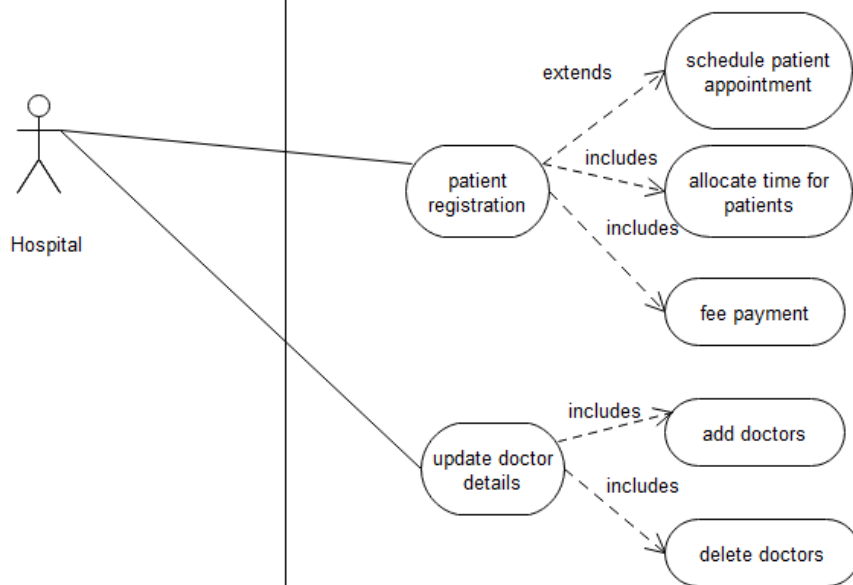 schedule patient
appointment
extends
includes
patient
registration
allocate time for
patients
includes
Hospital
fee payment
includes
add doctors
update doctor
details
includes
delete doctors